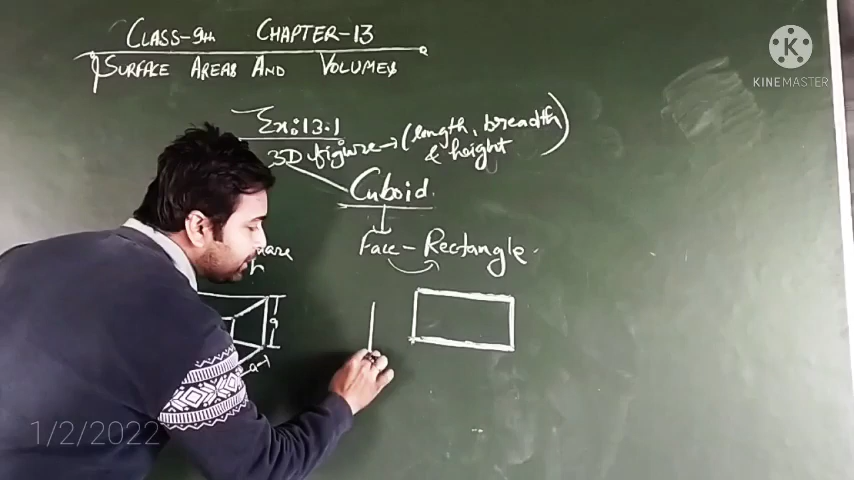 CLASS-9th CHAPTER-13
SURFACE AREAS AND VOLUMES
KINEMASTER
Ex:13.1
3D figure → (length, breadth & height)
Cuboid.
Face - Rectangle.
a
a
1/2/2022